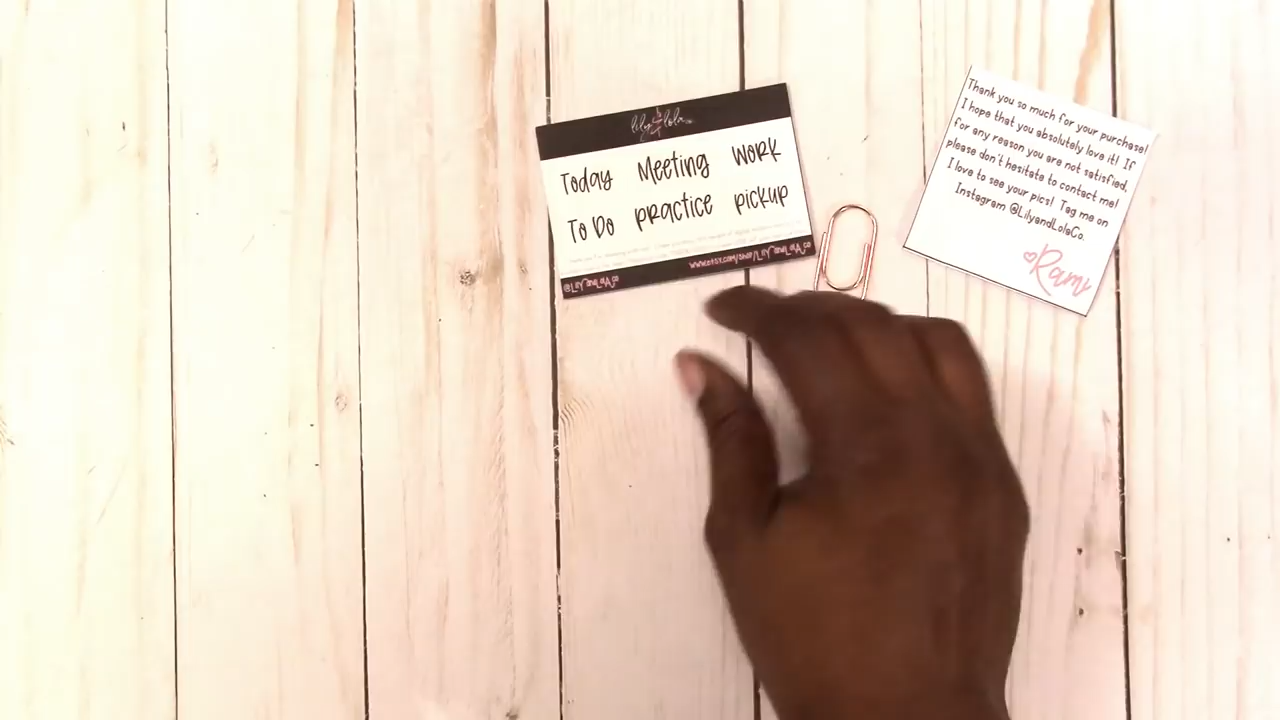 lily & lola
Today Meeting work
To Do practice pickup
@LilyandLolaCo
www.etsy.com/shop/LilyandLolaCo
Thank you so much for your purchase!
I hope that you absolutely love it! If
for any reason you are not satisfied,
please don't hesitate to contact me!
I love to see your pics! Tag me on
Instagram @LilyandLolaCo.
Rami